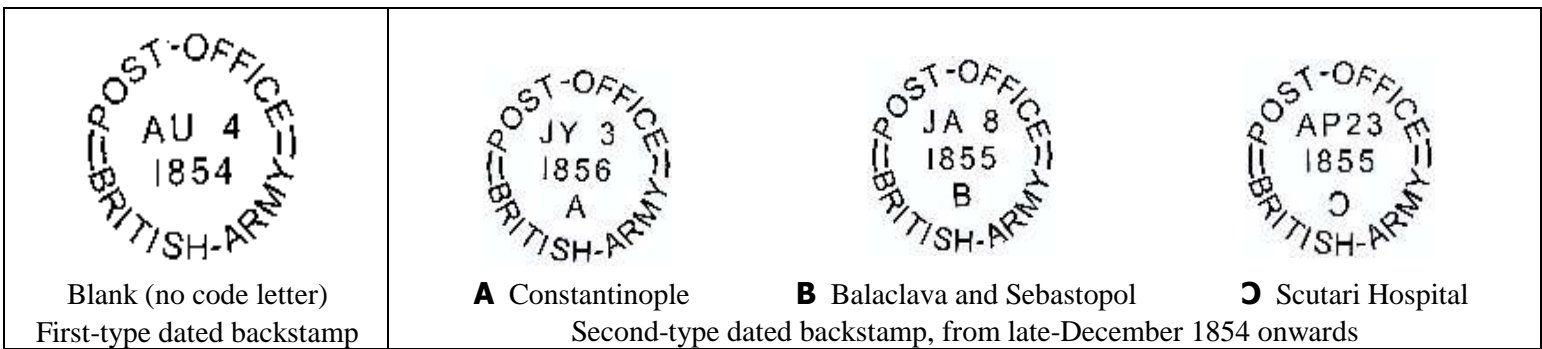 POST-OFFICE
AU 4
1854
BRITISH-ARMY
Blank (no code letter)
First-type dated backstamp
POST-OFFICE
JY 3
1856
A
BRITISH-ARMY
POST-OFFICE
JA 8
1855
B
BRITISH-ARMY
POST-OFFICE
AP23
1855
Ɔ
BRITISH-ARMY
A Constantinople
B Balaclava and Sebastopol
Ɔ Scutari Hospital
Second-type dated backstamp, from late-December 1854 onwards